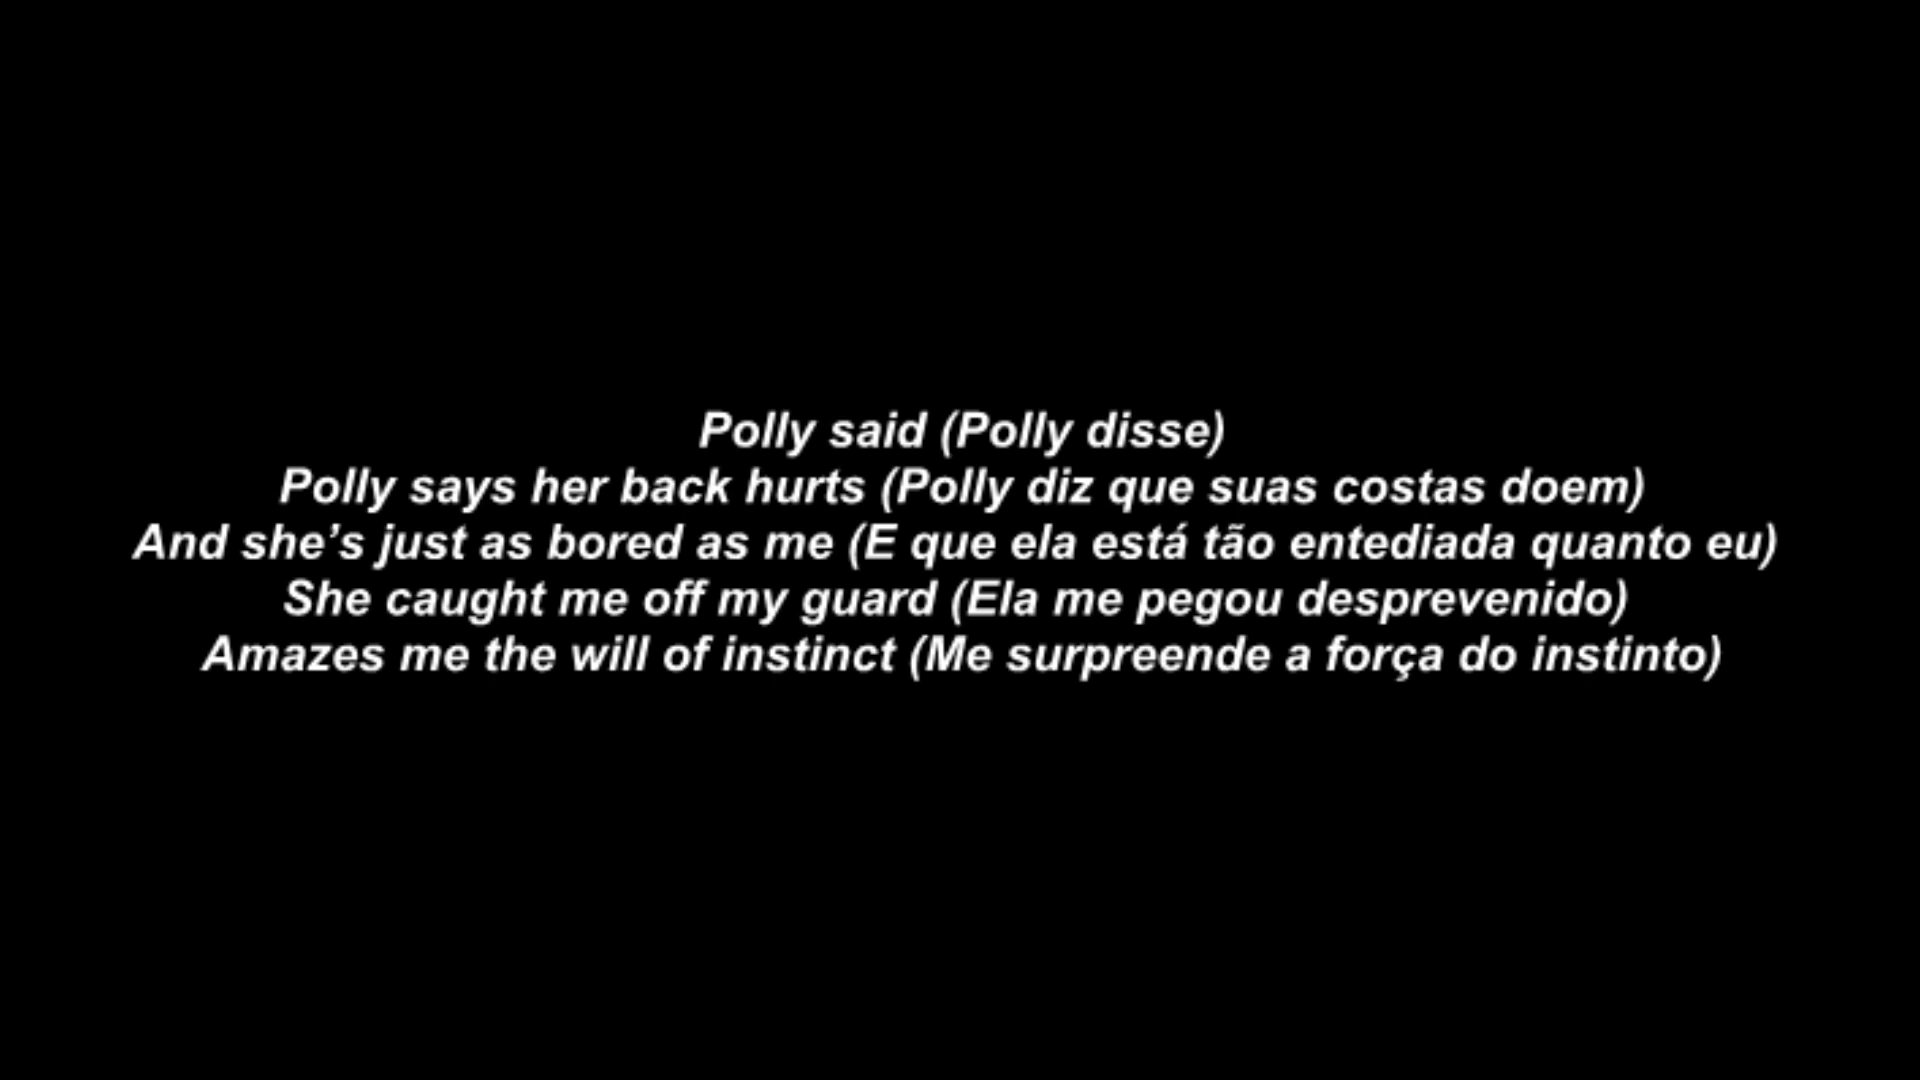 Polly said (Polly disse)
Polly says her back hurts (Polly diz que suas costas doem)
And she’s just as bored as me (E que ela está tão entediada quanto eu)
She caught me off my guard (Ela me pegou desprevenido)
Amazes me the will of instinct (Me surpreende a força do instinto)